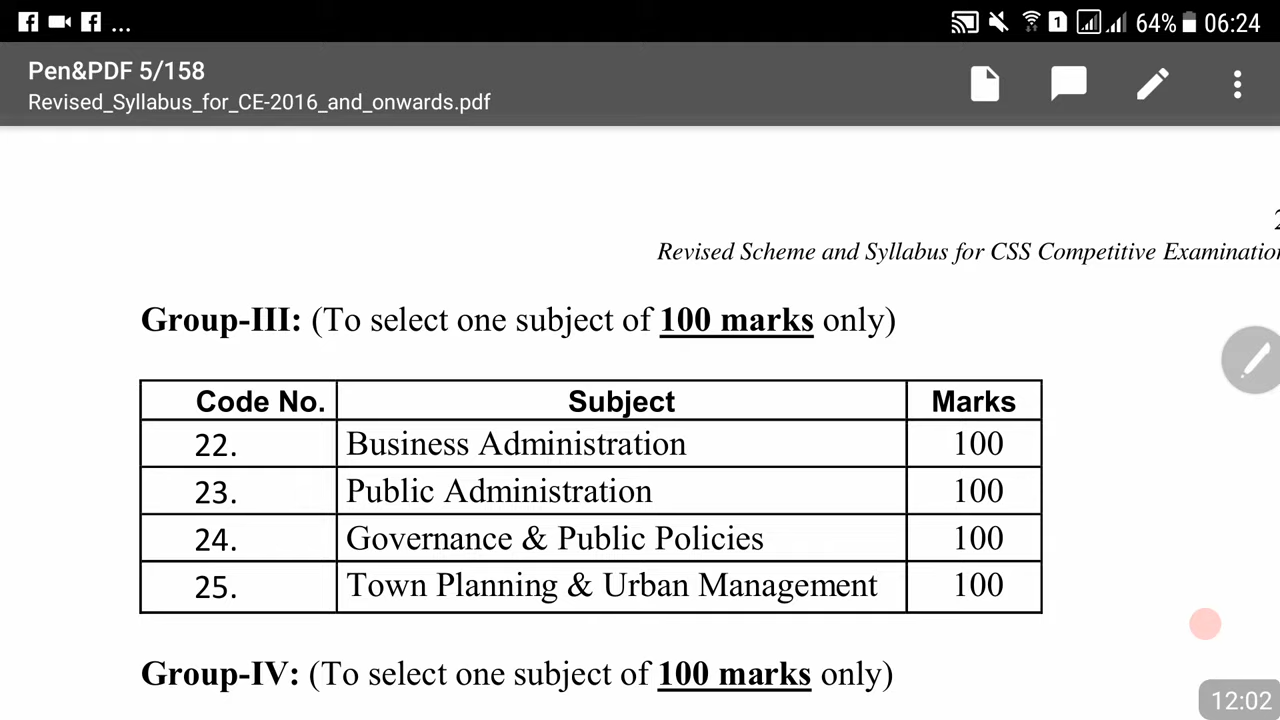 ... 1 64% 06:24
Pen&PDF 5/158
Revised_Syllabus_for_CE-2016_and_onwards.pdf
2
Revised Scheme and Syllabus for CSS Competitive Examination
Group-III: (To select one subject of 100 marks only)
Code No. Subject Marks
22. Business Administration 100
23. Public Administration 100
24. Governance & Public Policies 100
25. Town Planning & Urban Management 100
Group-IV: (To select one subject of 100 marks only)
12:02